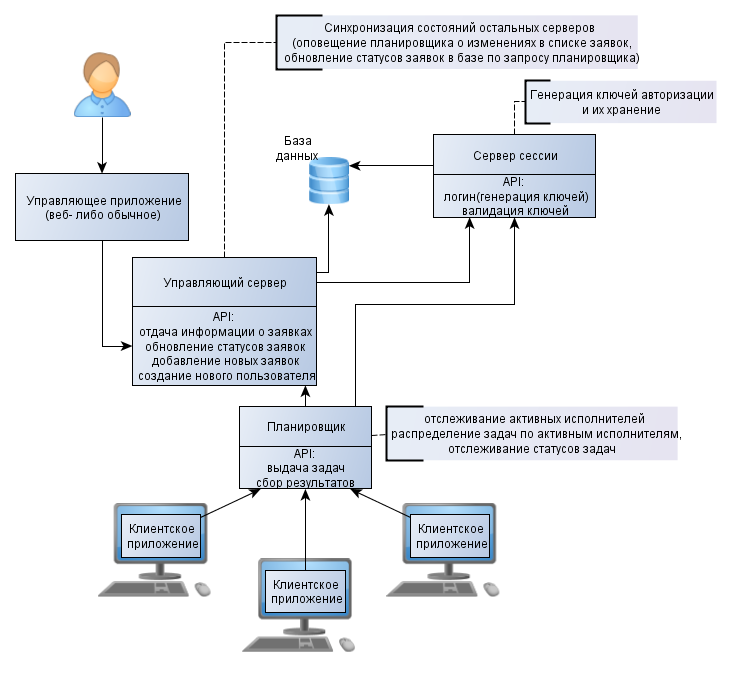 Синхронизация состояний остальных серверов
(оповещение планировщика о изменениях в списке заявок,
обновление статусов заявок в базе по запросу планировщика)
Генерация ключей авторизации
и их хранение
База
данных
Сервер сессии
API:
логин(генерация ключей)
валидация ключей
Управляющее приложение
(веб- либо обычное)
Управляющий сервер
API:
отдача информации о заявках
обновление статусов заявок
добавление новых заявок
создание нового пользователя
Планировщик
API:
выдача задач
сбор результатов
отслеживание активных исполнителей
распределение задач по активным исполнителям,
отслеживание статусов задач
Клиентское
приложение
Клиентское
приложение
Клиентское
приложение